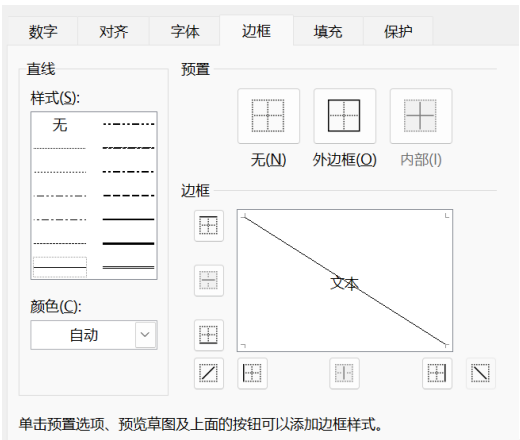 数字 对齐 字体 边框 填充 保护
直线
样式(S):
无
颜色(C):
自动
预置
无(N) 外边框(O) 内部(I)
边框
文本
单击预置选项、预览草图及上面的按钮可以添加边框样式。